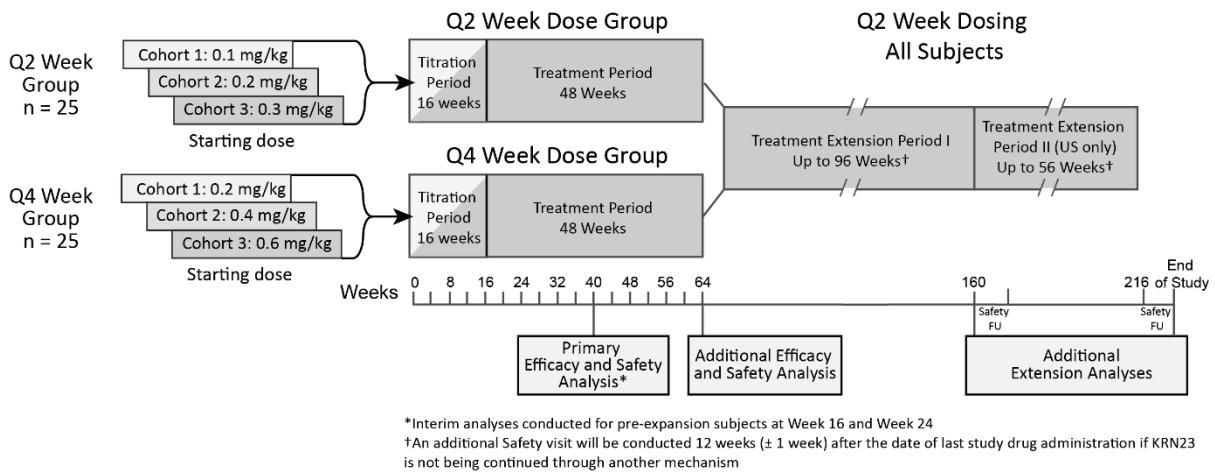 Q2 Week Dose Group
Q2 Week Dosing
All Subjects
Q2 Week
Group
n = 25
Cohort 1: 0.1 mg/kg
Cohort 2: 0.2 mg/kg
Cohort 3: 0.3 mg/kg
Starting dose
Titration
Period
16 weeks
Treatment Period
48 Weeks
Treatment Extension Period I
Up to 96 Weeks†
Treatment Extension
Period II (US only)
Up to 56 Weeks†
Q4 Week Dose Group
Q4 Week
Group
n = 25
Cohort 1: 0.2 mg/kg
Cohort 2: 0.4 mg/kg
Cohort 3: 0.6 mg/kg
Starting dose
Titration
Period
16 weeks
Treatment Period
48 Weeks
Weeks 0 8 16 24 32 40 48 56 64 160 216 End
of Study
Safety
FU
Safety
FU
Primary
Efficacy and Safety
Analysis*
Additional Efficacy
and Safety Analysis
Additional
Extension Analyses
*Interim analyses conducted for pre-expansion subjects at Week 16 and Week 24
†An additional Safety visit will be conducted 12 weeks (± 1 week) after the date of last study drug administration if KRN23
is not being continued through another mechanism